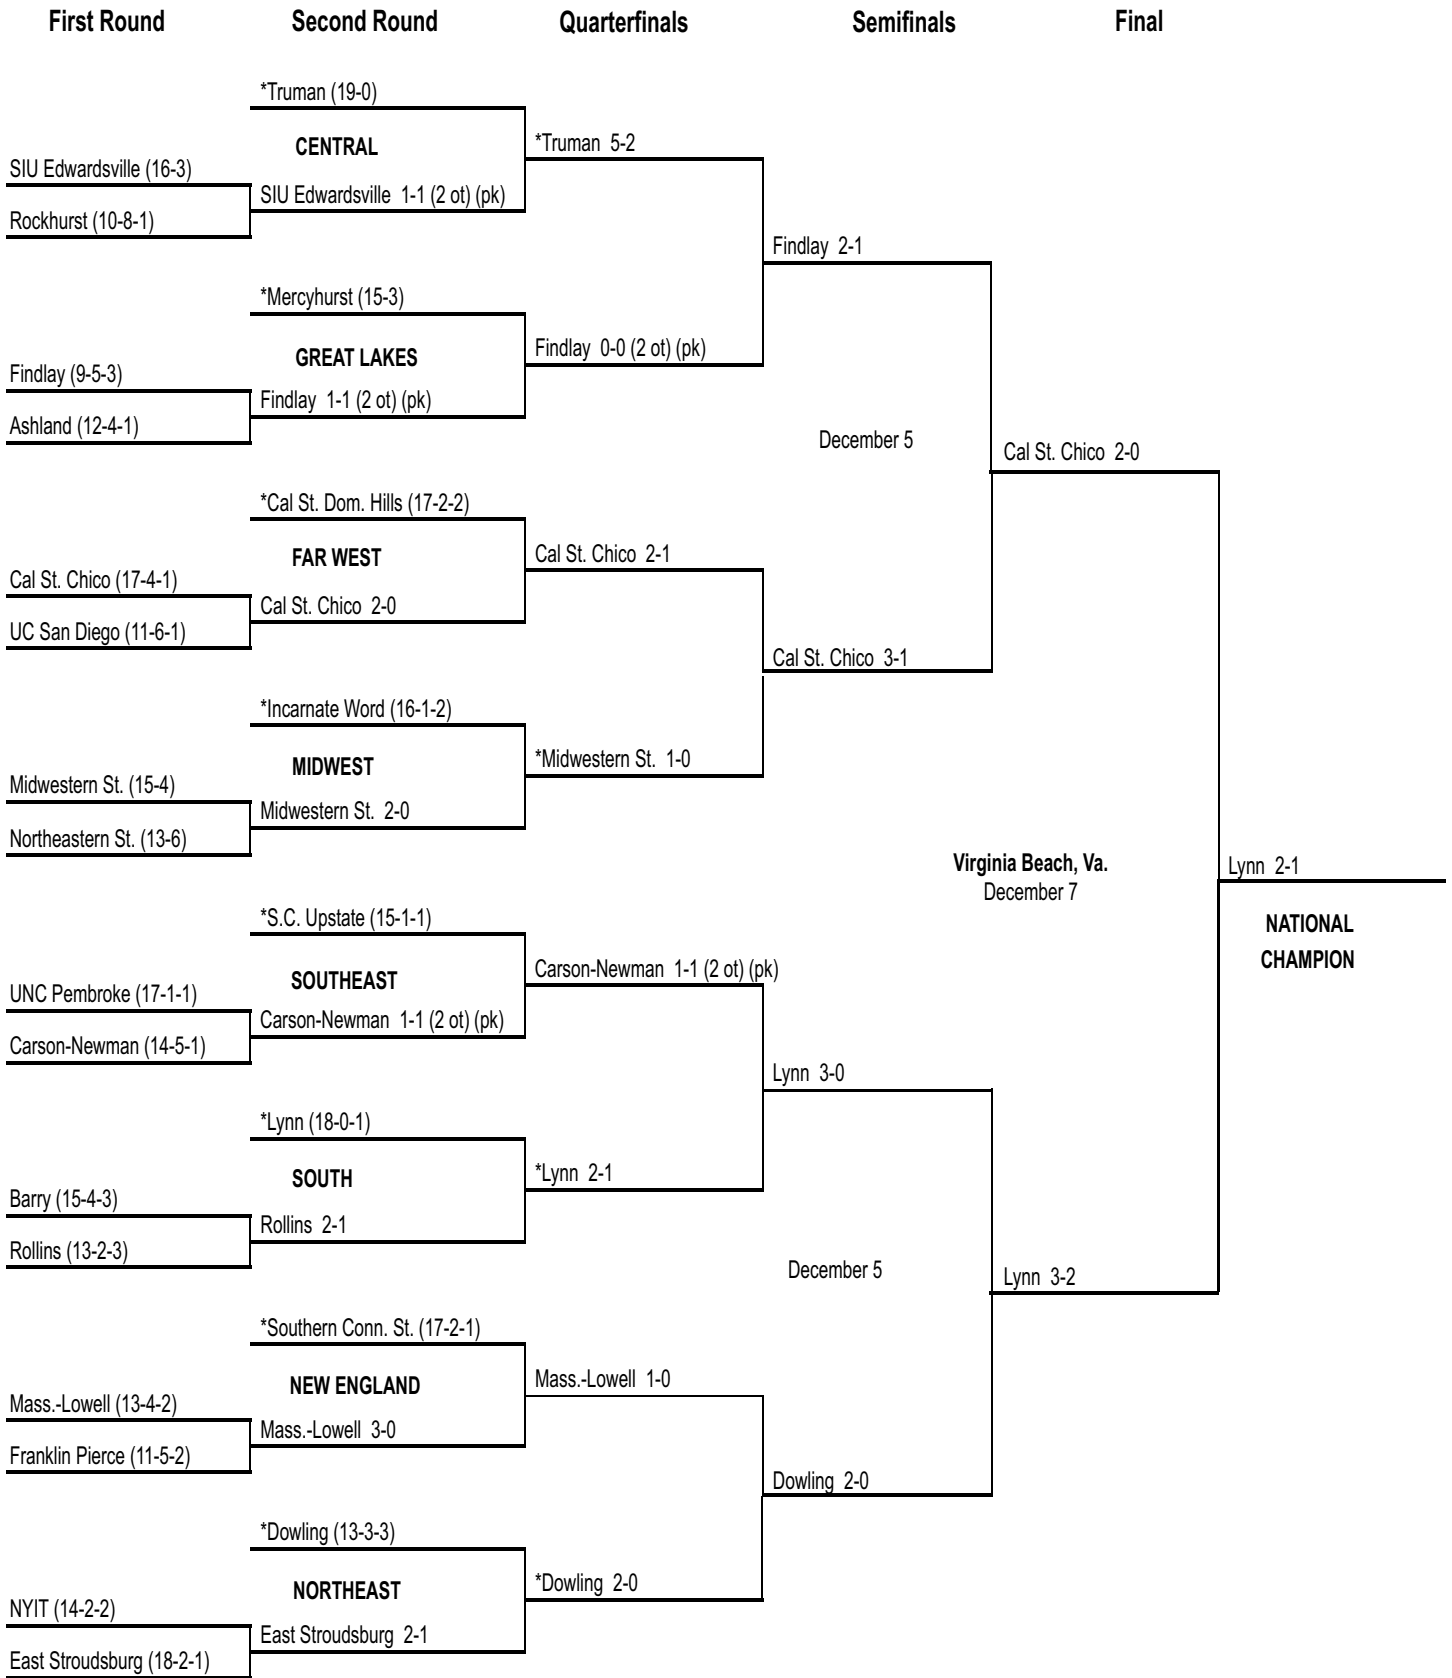 First Round
Second Round
Quarterfinals
Semifinals
Final
*Truman (19-0)
CENTRAL
*Truman 5-2
SIU Edwardsville (16-3)
SIU Edwardsville 1-1 (2 ot) (pk)
Rockhurst (10-8-1)
Findlay 2-1
*Mercyhurst (15-3)
GREAT LAKES
Findlay 0-0 (2 ot) (pk)
Findlay (9-5-3)
Findlay 1-1 (2 ot) (pk)
Ashland (12-4-1)
December 5
Cal St. Chico 2-0
*Cal St. Dom. Hills (17-2-2)
FAR WEST
Cal St. Chico 2-1
Cal St. Chico (17-4-1)
Cal St. Chico 2-0
UC San Diego (11-6-1)
Cal St. Chico 3-1
*Incarnate Word (16-1-2)
MIDWEST
*Midwestern St. 1-0
Midwestern St. (15-4)
Midwestern St. 2-0
Northeastern St. (13-6)
Virginia Beach, Va.
December 7
Lynn 2-1
NATIONAL
CHAMPION
*S.C. Upstate (15-1-1)
SOUTHEAST
Carson-Newman 1-1 (2 ot) (pk)
UNC Pembroke (17-1-1)
Carson-Newman 1-1 (2 ot) (pk)
Carson-Newman (14-5-1)
Lynn 3-0
*Lynn (18-0-1)
SOUTH
*Lynn 2-1
Barry (15-4-3)
Rollins 2-1
Rollins (13-2-3)
December 5
Lynn 3-2
*Southern Conn. St. (17-2-1)
NEW ENGLAND
Mass.-Lowell 1-0
Mass.-Lowell (13-4-2)
Mass.-Lowell 3-0
Franklin Pierce (11-5-2)
Dowling 2-0
*Dowling (13-3-3)
NORTHEAST
*Dowling 2-0
NYIT (14-2-2)
East Stroudsburg 2-1
East Stroudsburg (18-2-1)